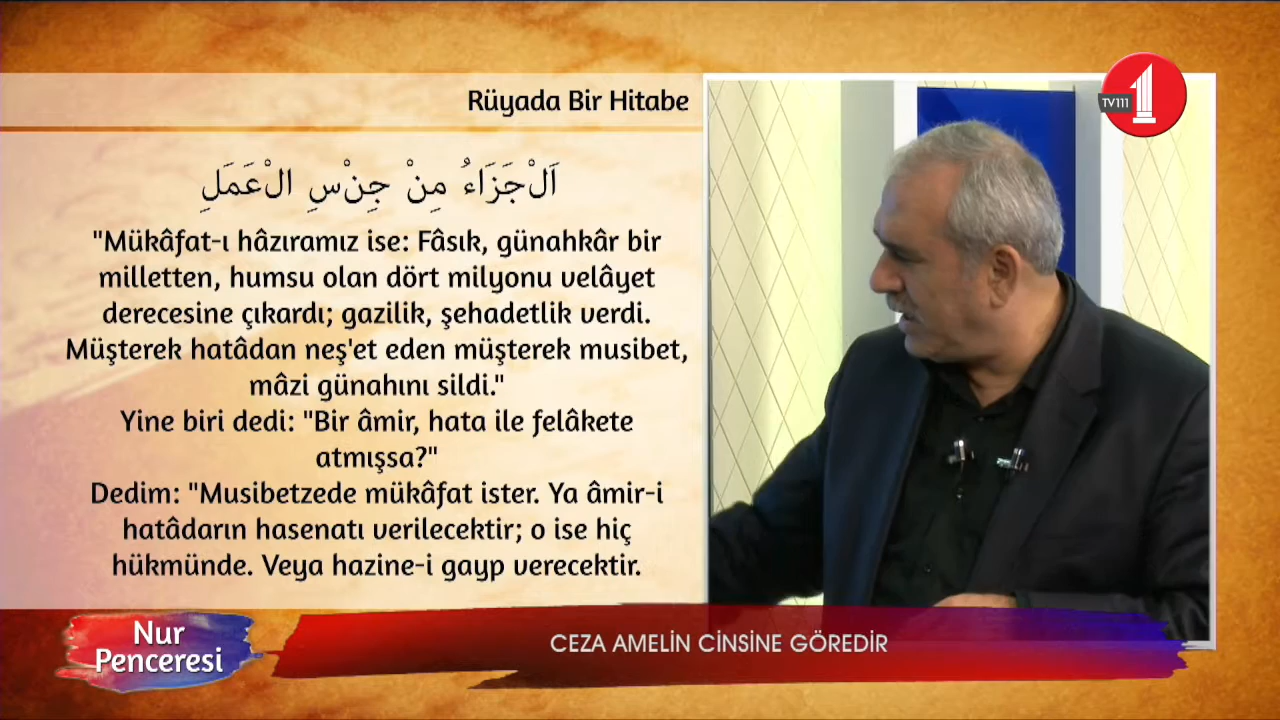 Rüyada Bir Hitabe
اَلْجَزَاءُ مِنْ جِنْسِ الْعَمَلِ
"Mükâfat-ı hâzıramız ise: Fâsık, günahkâr bir
milletten, humsu olan dört milyonu velâyet
derecesine çıkardı; gazilik, şehadetlik verdi.
Müşterek hatâdan neş'et eden müşterek musibet,
mâzi günahını sildi."
Yine biri dedi: "Bir âmir, hata ile felâkete
atmışsa?"
Dedim: "Musibetzede mükâfat ister. Ya âmir-i
hatâdarın hasenatı verilecektir; o ise hiç
hükmünde. Veya hazine-i gayp verecektir.
TV111
1
Nur
Penceresi
CEZA AMELİN CİNSİNE GÖREDİR